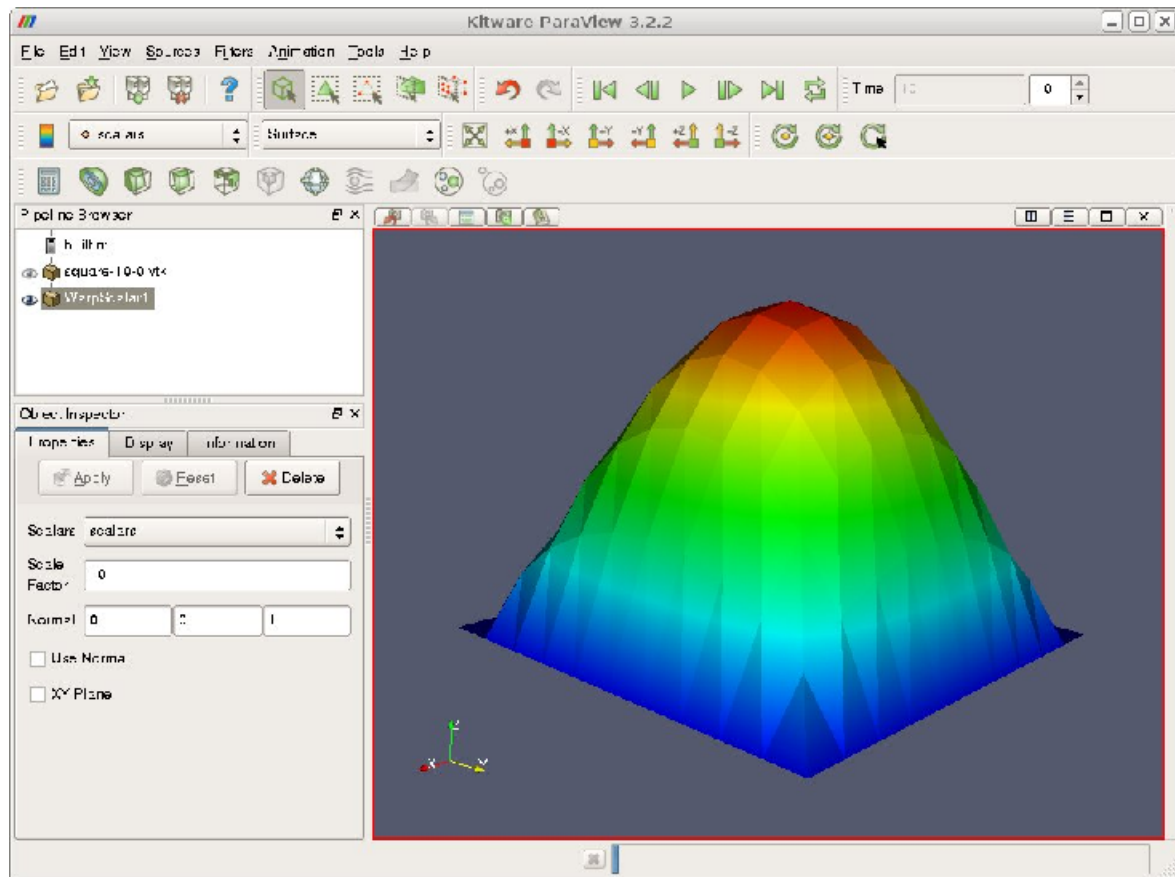 Kitware ParaView 3.2.2
File Edit View Sources Filters Animation Tools Help
Time 0
scalars Surface
+X -X +Y -Y +Z -Z
Pipeline Browser
builtin:
WarpScalar1
Object Inspector
Properties Display Information
Apply Reset Delete
Scalars scalars
Scale
Factor
Normal 0 0 1
Use Normal
XY Plane
Z
X Y